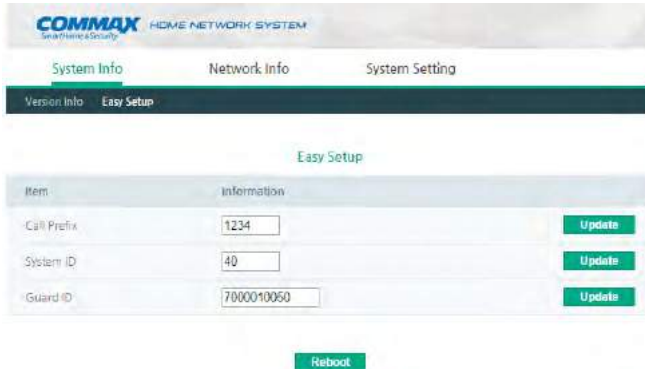 COMMAX HOME NETWORK SYSTEM
Smart Home & Security
System Info Network Info System Setting
Version Info Easy Setup
Easy Setup
Item Information
Call Prefix 1234 Update
System ID 40 Update
Guard ID 7000010050 Update
Reboot